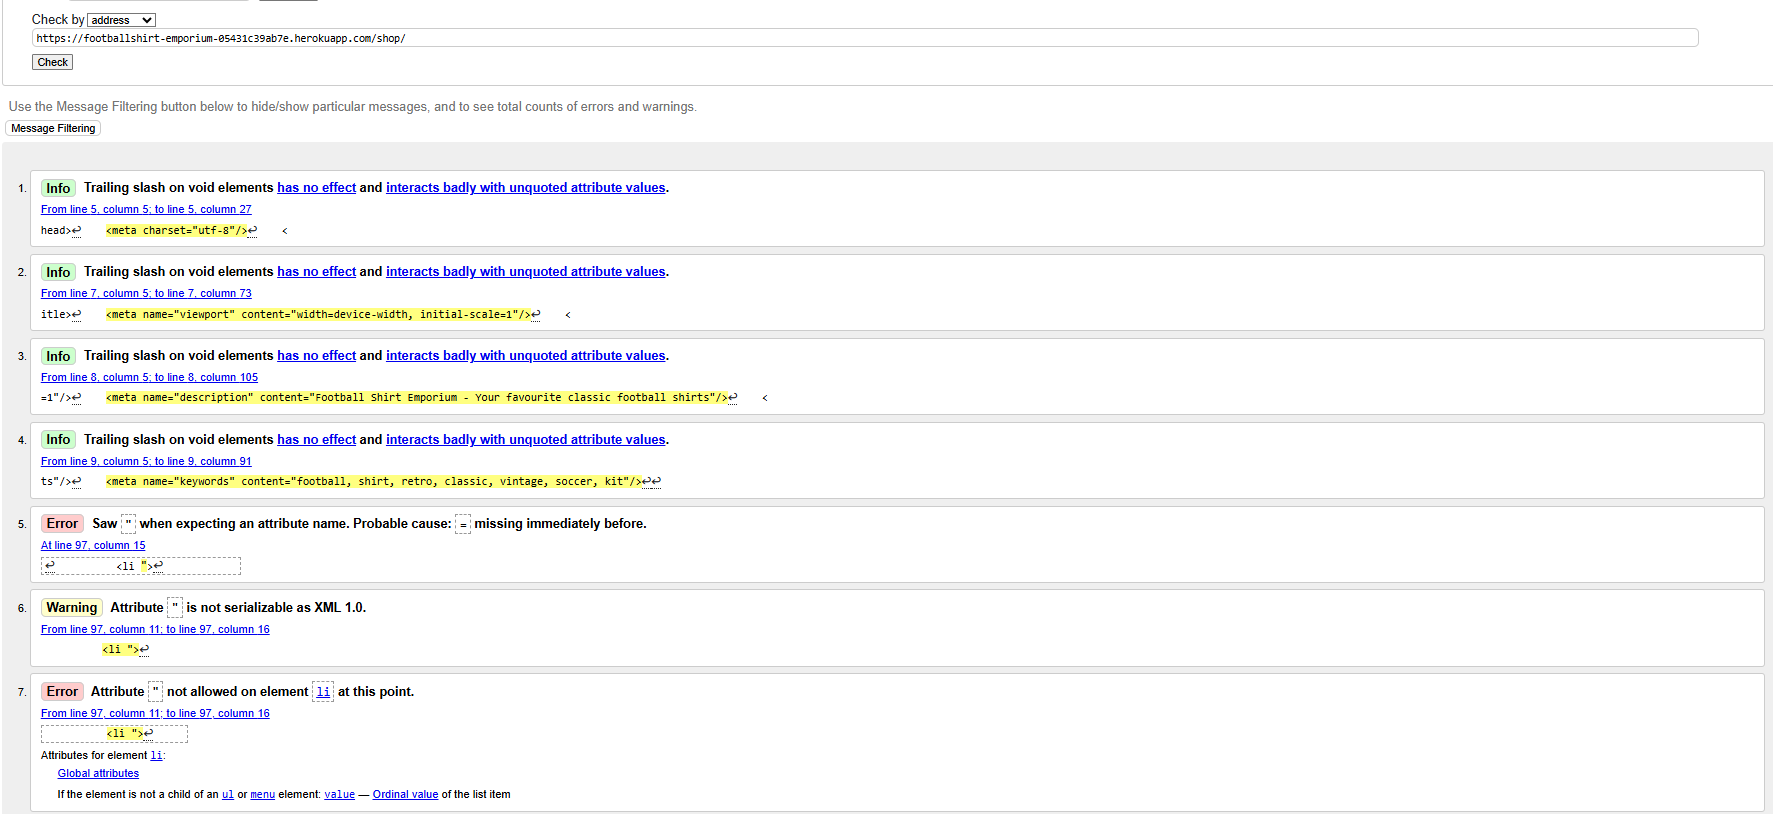 Check by address
https://footballshirt-emporium-05431c39ab7e.herokuapp.com/shop/
Check
Use the Message Filtering button below to hide/show particular messages, and to see total counts of errors and warnings.
Message Filtering
1. Info Trailing slash on void elements has no effect and interacts badly with unquoted attribute values.
From line 5, column 5; to line 5, column 27
head>↩    <meta charset="utf-8"/>↩    <
2. Info Trailing slash on void elements has no effect and interacts badly with unquoted attribute values.
From line 7, column 5; to line 7, column 73
itle>↩    <meta name="viewport" content="width=device-width, initial-scale=1"/>↩    <
3. Info Trailing slash on void elements has no effect and interacts badly with unquoted attribute values.
From line 8, column 5; to line 8, column 105
=1"/>↩    <meta name="description" content="Football Shirt Emporium - Your favourite classic football shirts"/>↩    <
4. Info Trailing slash on void elements has no effect and interacts badly with unquoted attribute values.
From line 9, column 5; to line 9, column 91
ts"/>↩    <meta name="keywords" content="football, shirt, retro, classic, vintage, soccer, kit"/>↩↩
5. Error Saw " when expecting an attribute name. Probable cause: = missing immediately before.
At line 97, column 15
↩          <li ">↩
6. Warning Attribute " is not serializable as XML 1.0.
From line 97, column 11; to line 97, column 16
<li ">↩
7. Error Attribute " not allowed on element li at this point.
From line 97, column 11; to line 97, column 16
<li ">↩
Attributes for element li:
Global attributes
If the element is not a child of an ul or menu element: value — Ordinal value of the list item